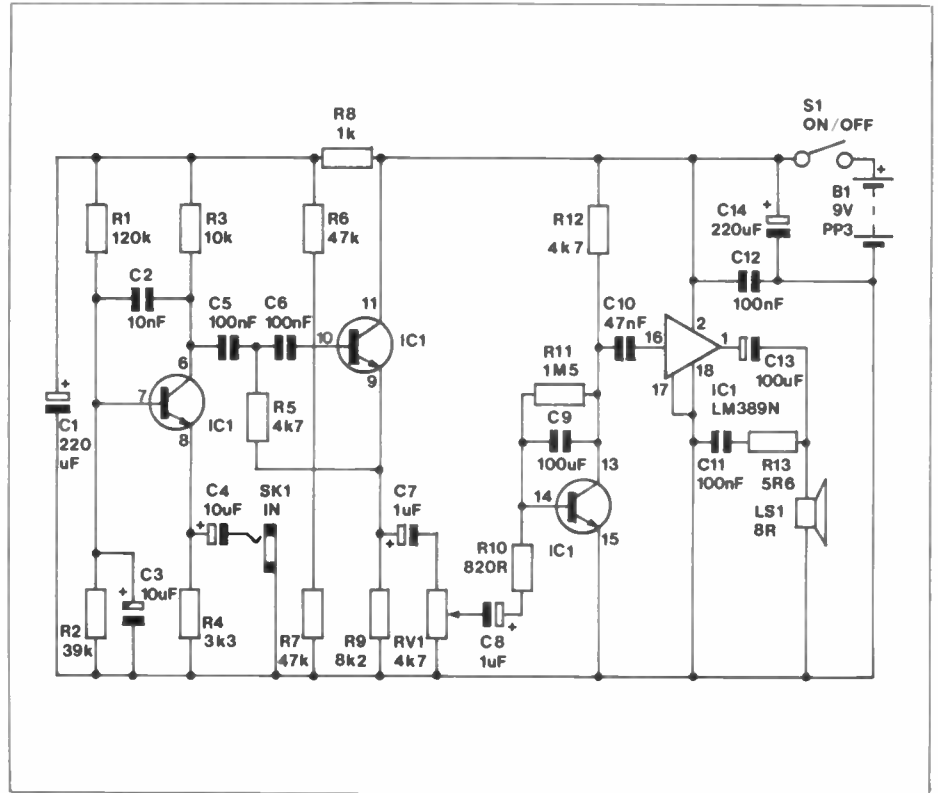 S1
ON/OFF
R8
1k
B1
9V
PP3
R1
120k
R3
10k
R6
47k
R12
4k7
C14
220uF
+
+
C12
100nF
C2
10nF
C5
100nF
C6
100nF
11
10
IC1
9
C10
47nF
16
2
1
17
18
IC1
LM389N
C13
100uF
R11
1M5
C9
100uF
6
7
IC1
8
R5
4k7
+
C1
220
uF
13
14
IC1
15
C11
100nF
R13
5R6
LS1
8R
C4
10uF
+
SK1
IN
C7
1uF
+
R10
820R
C3
10uF
+
R2
39k
R4
3k3
R7
47k
R9
8k2
RV1
4k7
C8
1uF
+